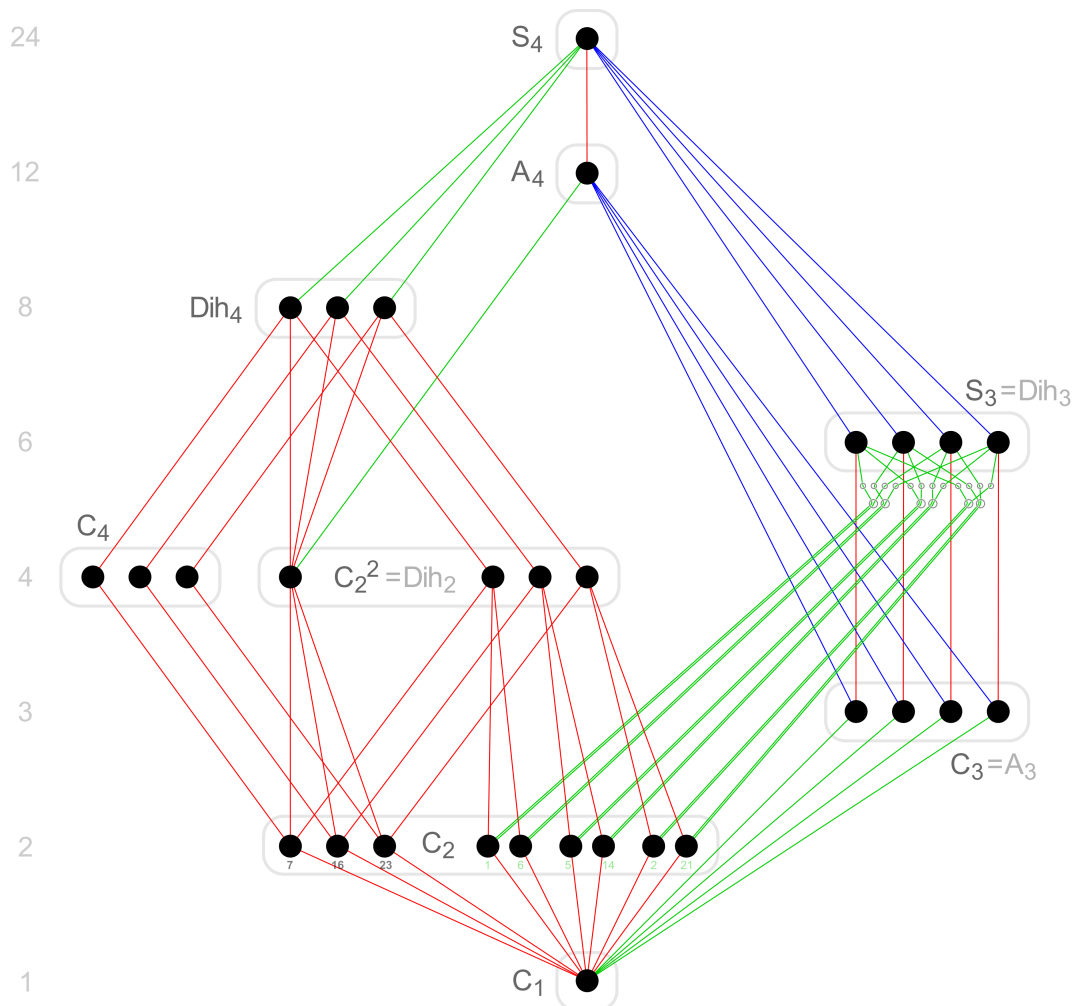 24 S₄
12 A₄
8 Dih₄
6 S₃=Dih₃
C₄
4 C₂²=Dih₂
3
C₃=A₃
2 C₂
7 16 23 1 6 5 14 2 21
1 C₁